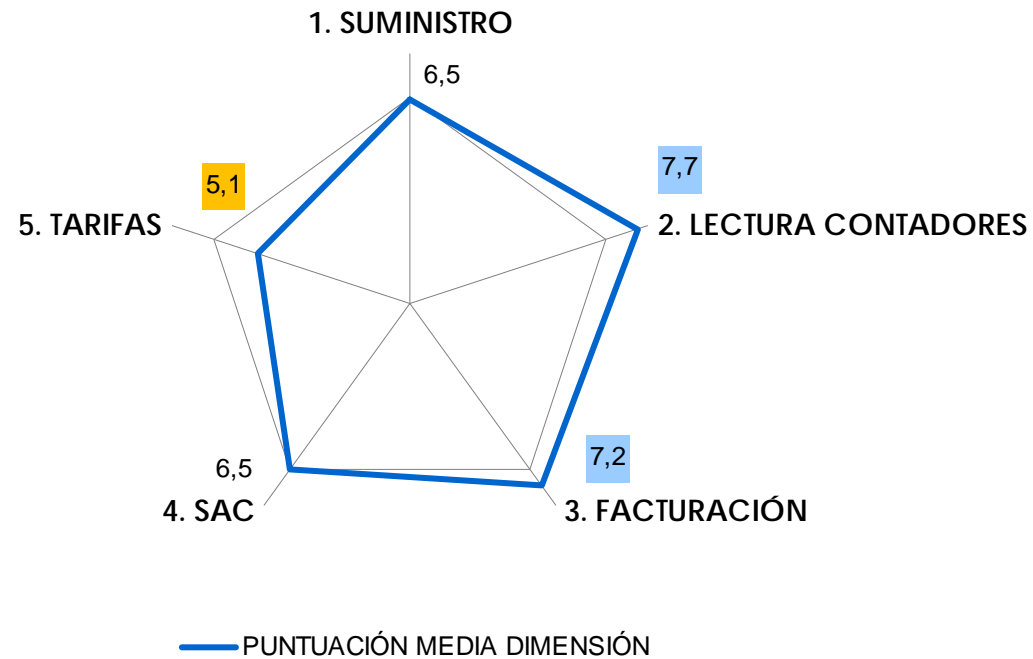 1. SUMINISTRO
6,5
7,7
5,1
5. TARIFAS
2. LECTURA CONTADORES
7,2
6,5
4. SAC
3. FACTURACIÓN
PUNTUACIÓN MEDIA DIMENSIÓN